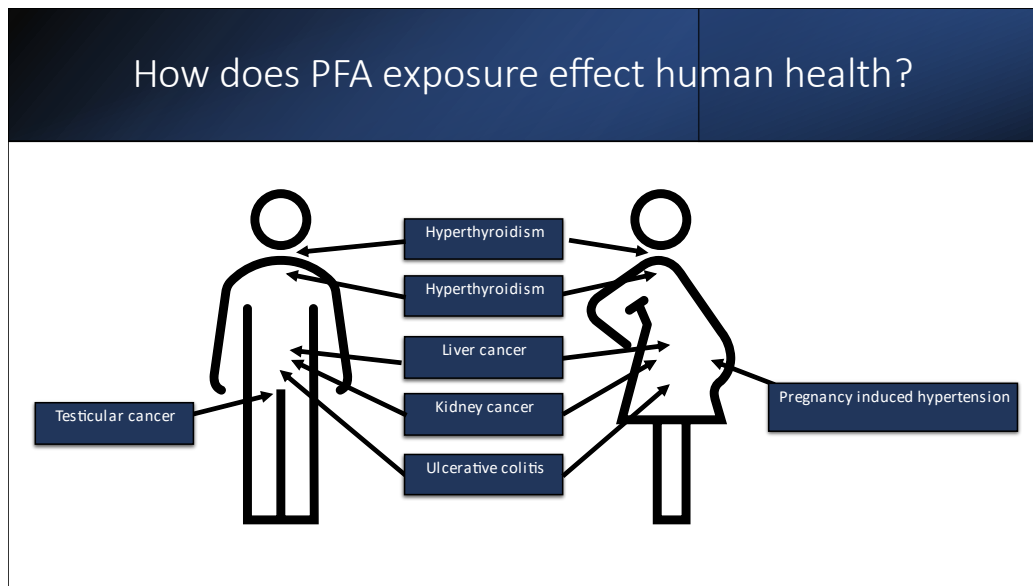 How does PFA exposure effect human health?
Hyperthyroidism
Hyperthyroidism
Liver cancer
Kidney cancer
Ulcerative colitis
Testicular cancer
Pregnancy induced hypertension